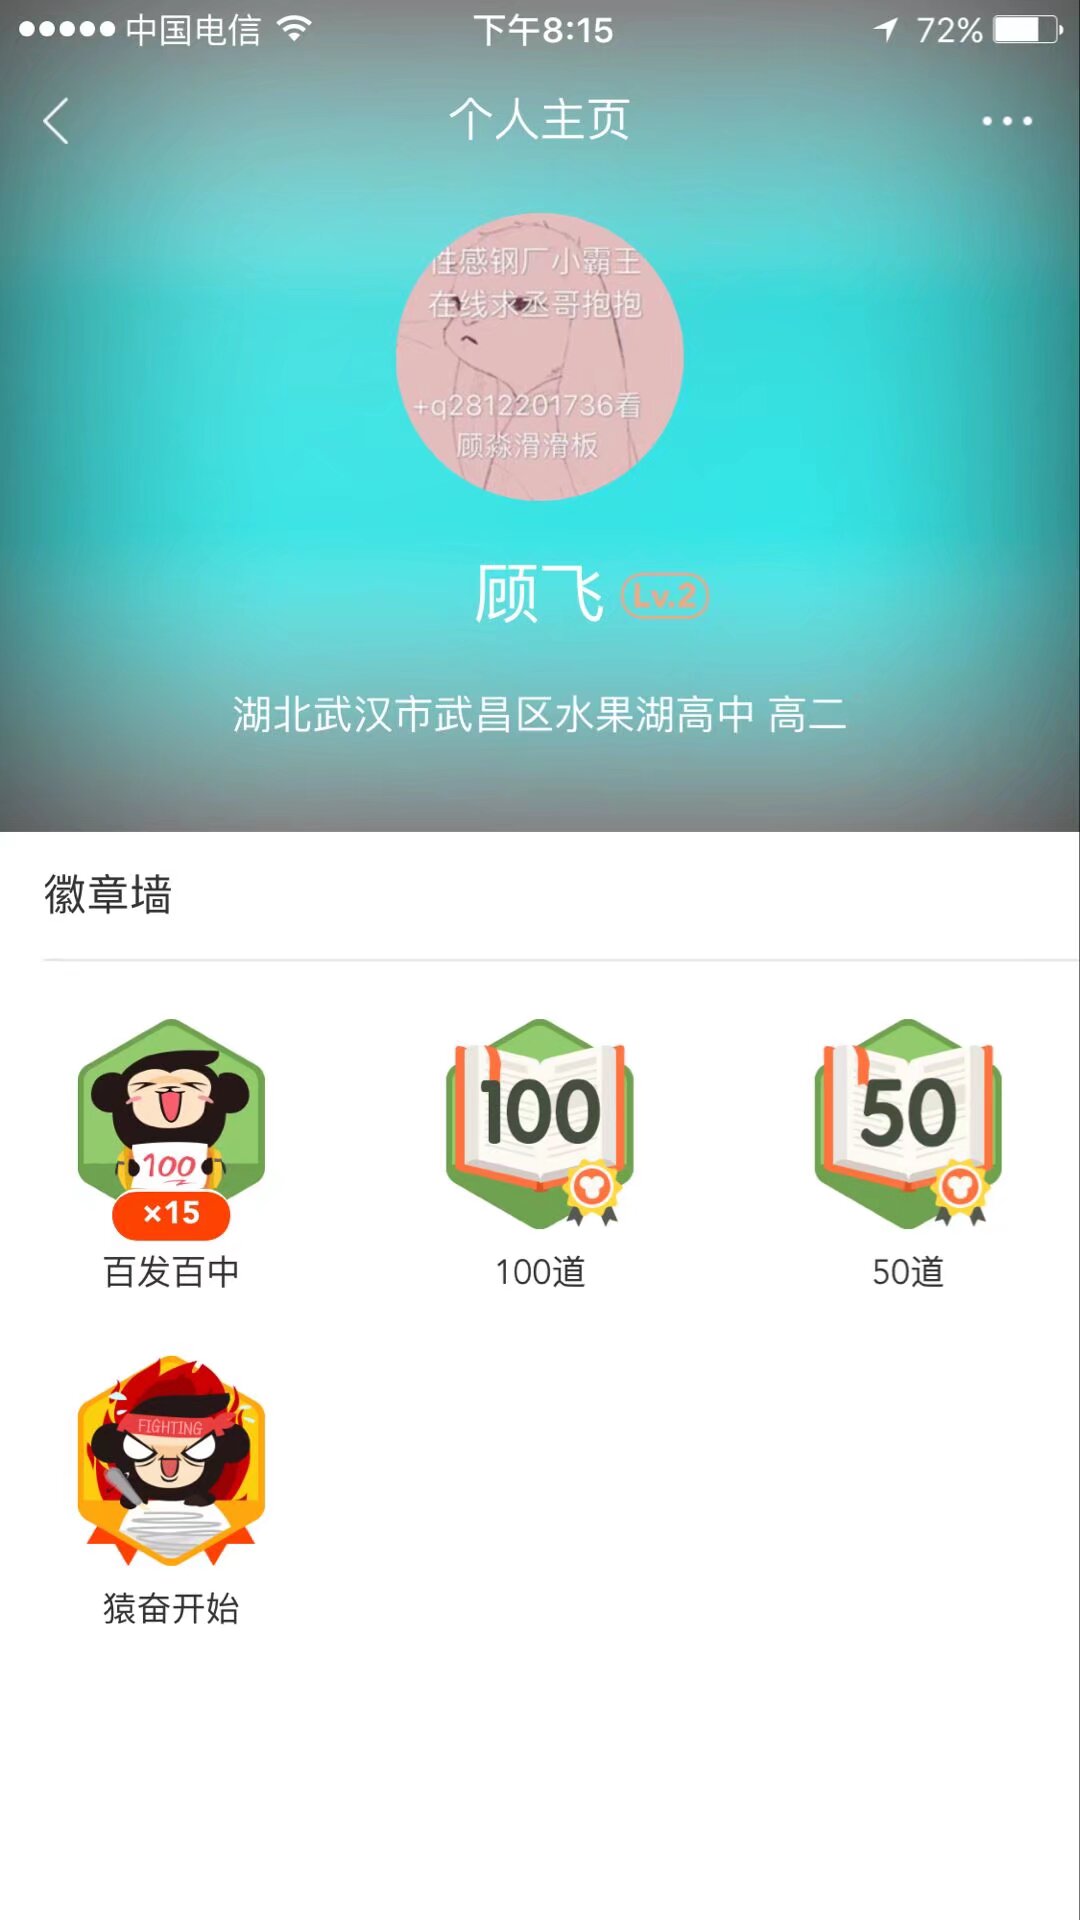 中国电信
下午8:15
72%
个人主页
性感钢厂小霸王
在线求丞哥抱抱
+q2812201736看
顾淼滑滑板
顾飞 Lv.2
湖北武汉市武昌区水果湖高中 高二
徽章墙
100
×15
百发百中
100
100道
50
50道
FIGHTING
猿奋开始